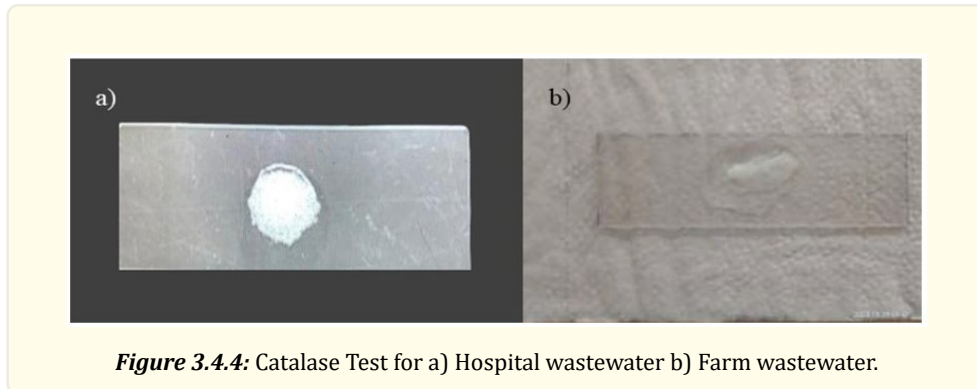 a)
b)
Figure 3.4.4: Catalase Test for a) Hospital wastewater b) Farm wastewater.